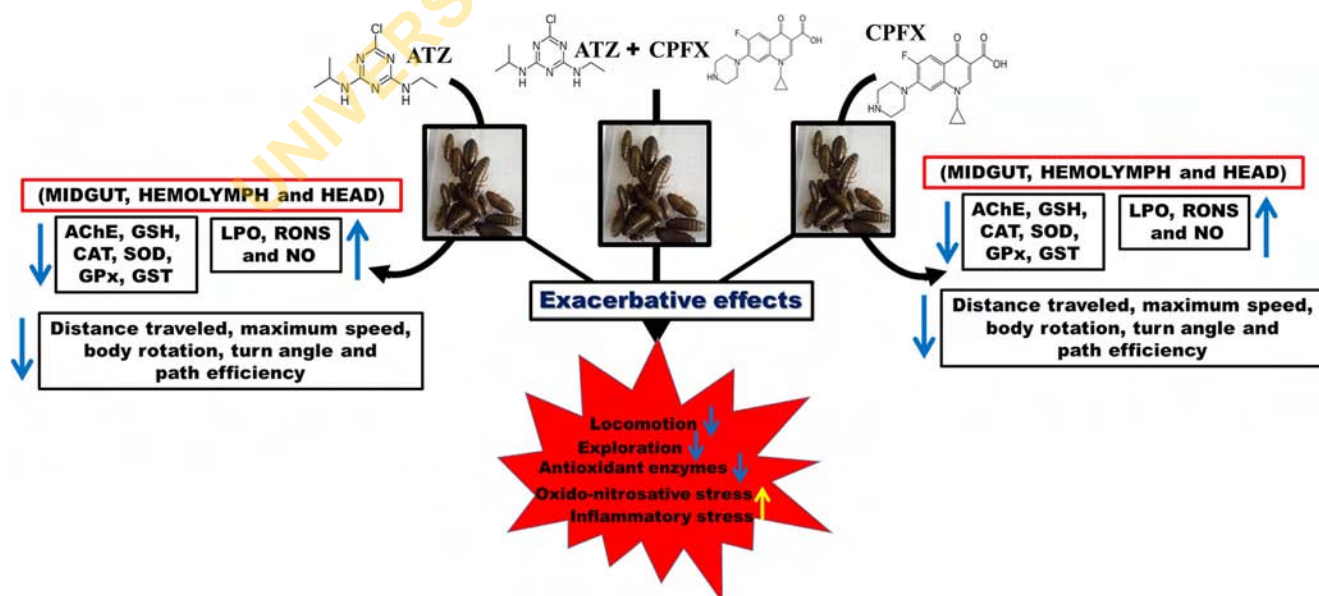 UNIVERS
Cl
N
N
N
N
H
N
H
ATZ
Cl
N
N
N
N
H
N
H
ATZ + CPFX
O
O
F
OH
N
N
HN
CPFX
O
O
F
OH
N
N
HN
(MIDGUT, HEMOLYMPH and HEAD)
AChE, GSH,
CAT, SOD,
GPx, GST
LPO, RONS
and NO
Distance traveled, maximum speed,
body rotation, turn angle and
path efficiency
Exacerbative effects
Locomotion
Exploration
Antioxidant enzymes
Oxido-nitrosative stress
Inflammatory stress
(MIDGUT, HEMOLYMPH and HEAD)
AChE, GSH,
CAT, SOD,
GPx, GST
LPO, RONS
and NO
Distance traveled, maximum speed,
body rotation, turn angle and
path efficiency